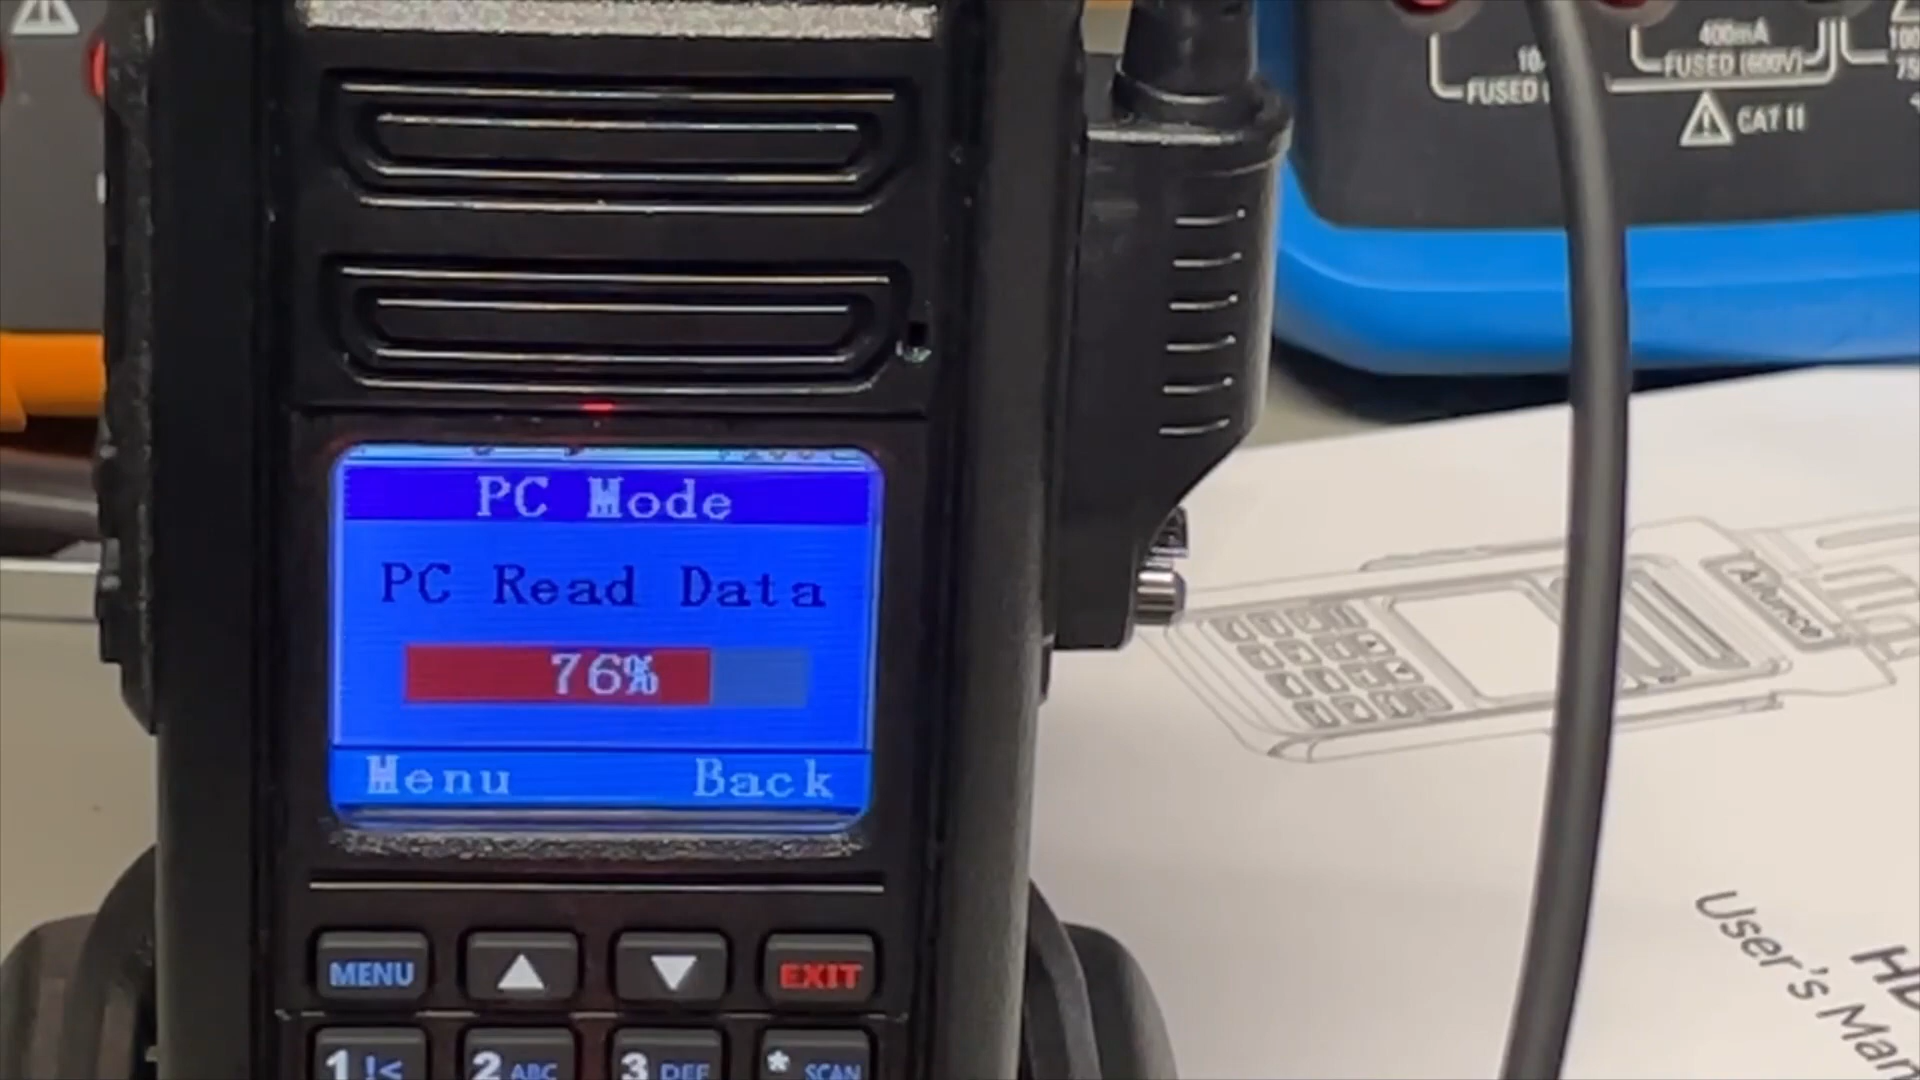 400mA
FUSED (600V)
FUSED
CAT II
PC Mode
PC Read Data
76%
Menu Back
Ailunce
User's Man
MENU ▲ ▼ EXIT
1 !< 2 ABC 3 DEF * SCAN